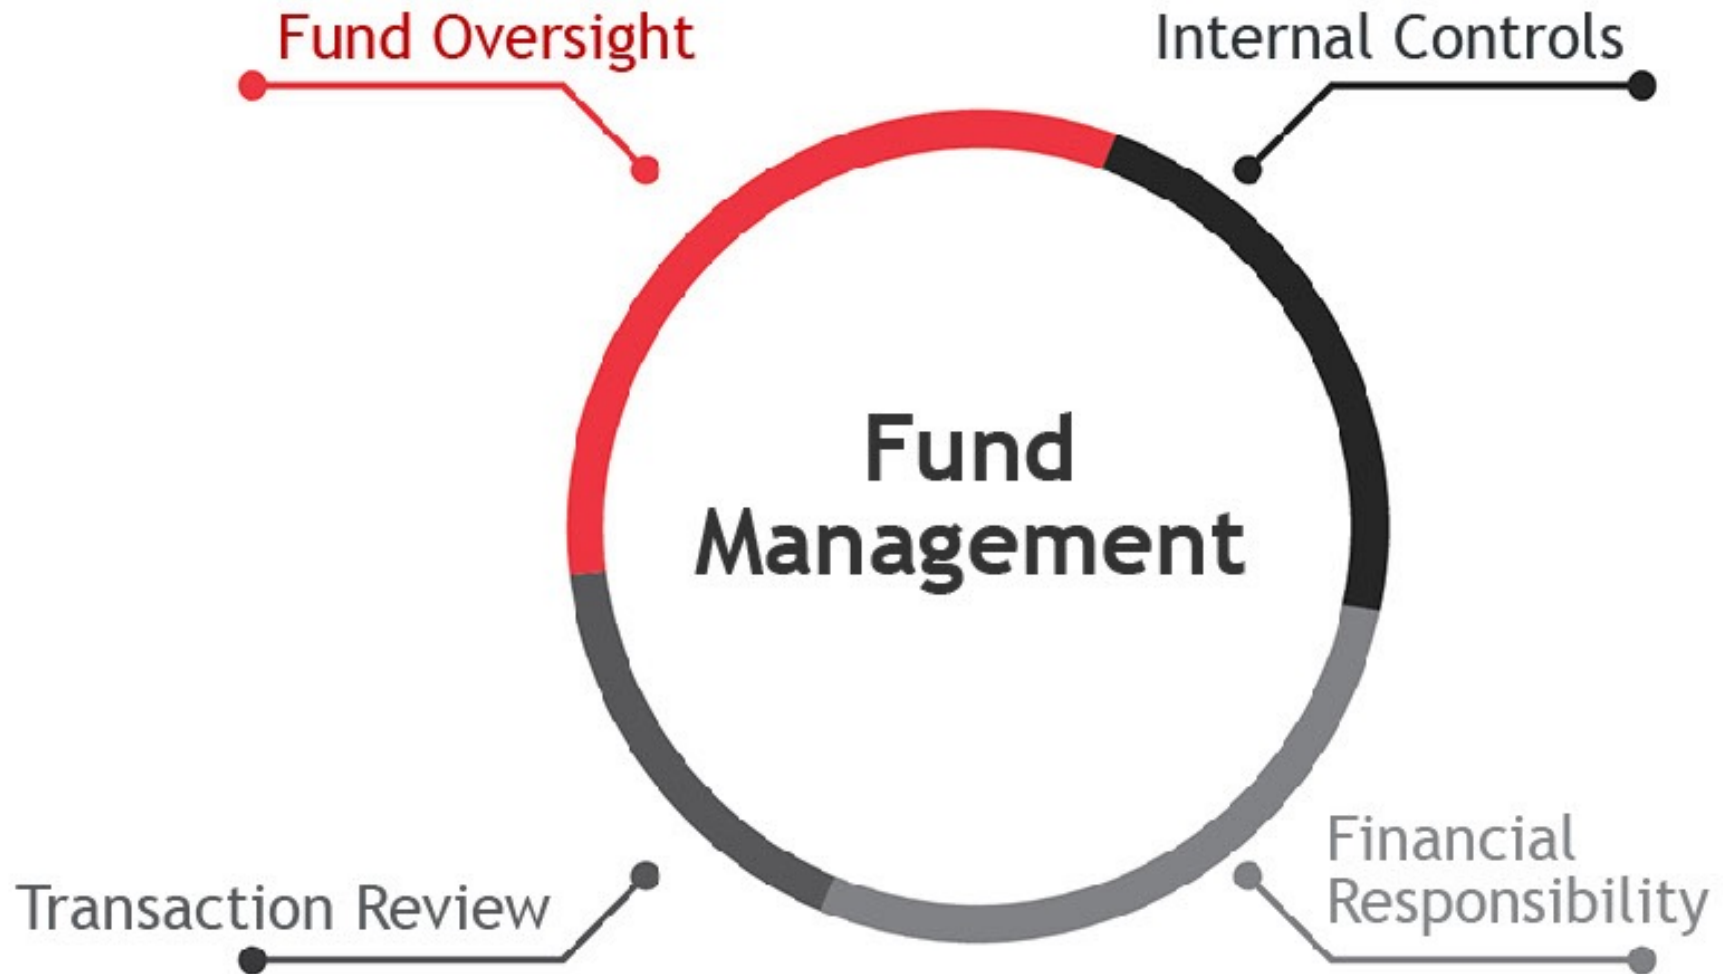 Fund Oversight
Internal Controls
Fund
Management
Transaction Review
Financial
Responsibility